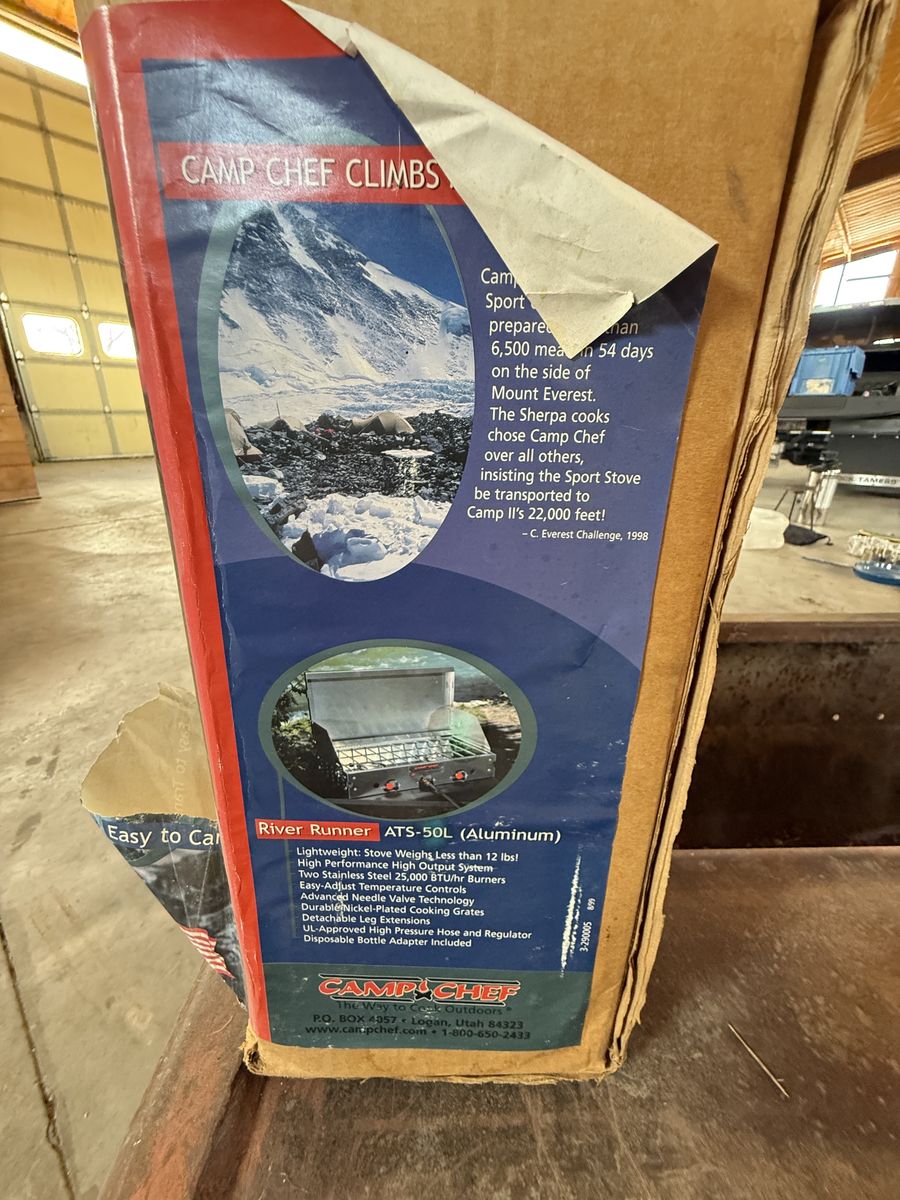 CAMP CHEF CLIMBS
Sport
than
6,500 in 54 days
on the side of
Mount Everest.
The Sherpa cooks
chose Camp Chef
over all others,
insisting the Sport Stove
be transported to
Camp II's 22,000 feet!
– C. Everest Challenge, 1998
Easy to
River Runner ATS-50L (Aluminum)
Lightweight: Stove Weighs Less than 12 lbs!
High Performance High Output System
Two Stainless Steel 25,000 BTU/hr Burners
Easy-Adjust Temperature Controls
Advanced Needle Valve Technology
Durable Nickel-Plated Cooking Grates
Detachable Leg Extensions
UL-Approved High Pressure Hose and Regulator
Disposable Bottle Adapter Included
3-290005 8/99
CAMP CHEF
The Way to Cook Outdoors®
P.O. BOX 4057 • Logan, Utah 84323
www.campchef.com • 1-800-650-2433